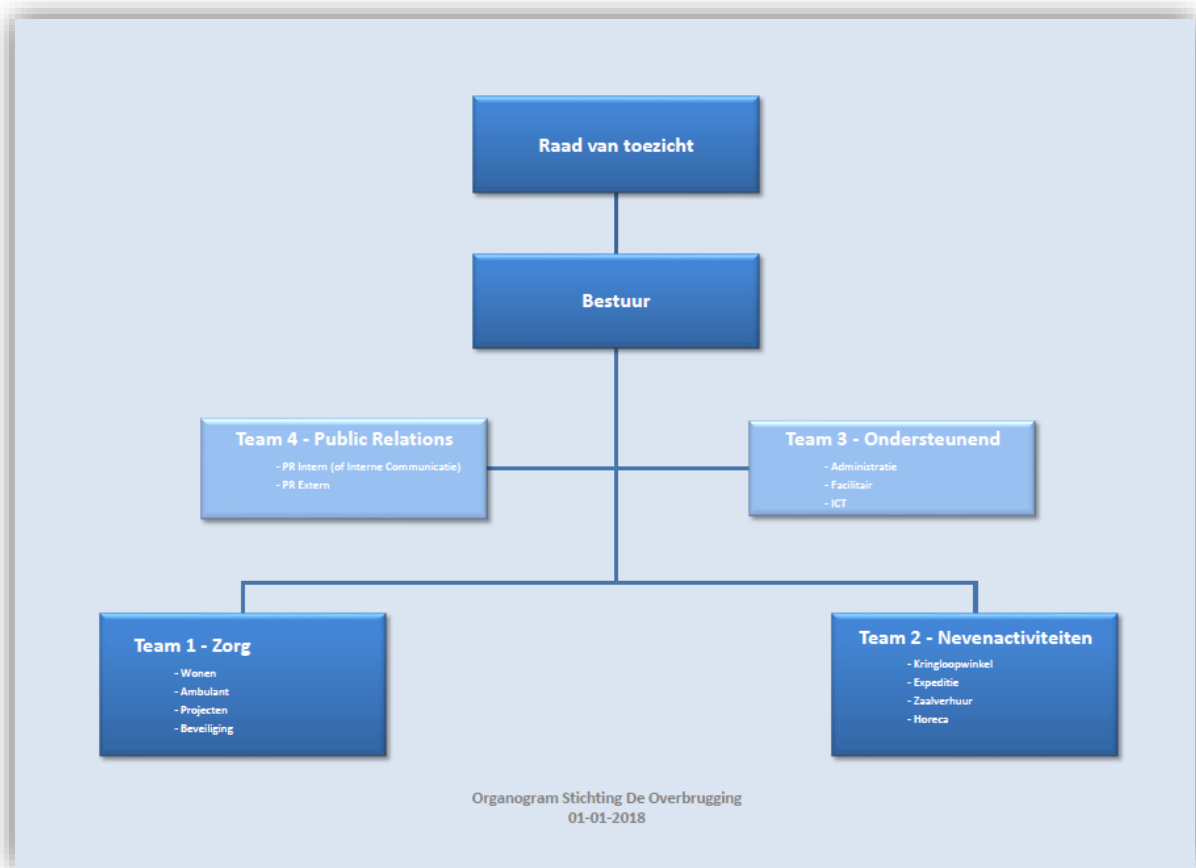 Raad van toezicht
Bestuur
Team 4 - Public Relations
- PR Intern (of Interne Communicatie)
- PR Extern
Team 3 - Ondersteunend
- Administratie
- Facilitair
- ICT
Team 1 - Zorg
- Wonen
- Ambulant
- Projecten
- Beveiliging
Team 2 - Nevenactiviteiten
- Kringloopwinkel
- Expeditie
- Zaalverhuur
- Horeca
Organogram Stichting De Overbrugging
01-01-2018